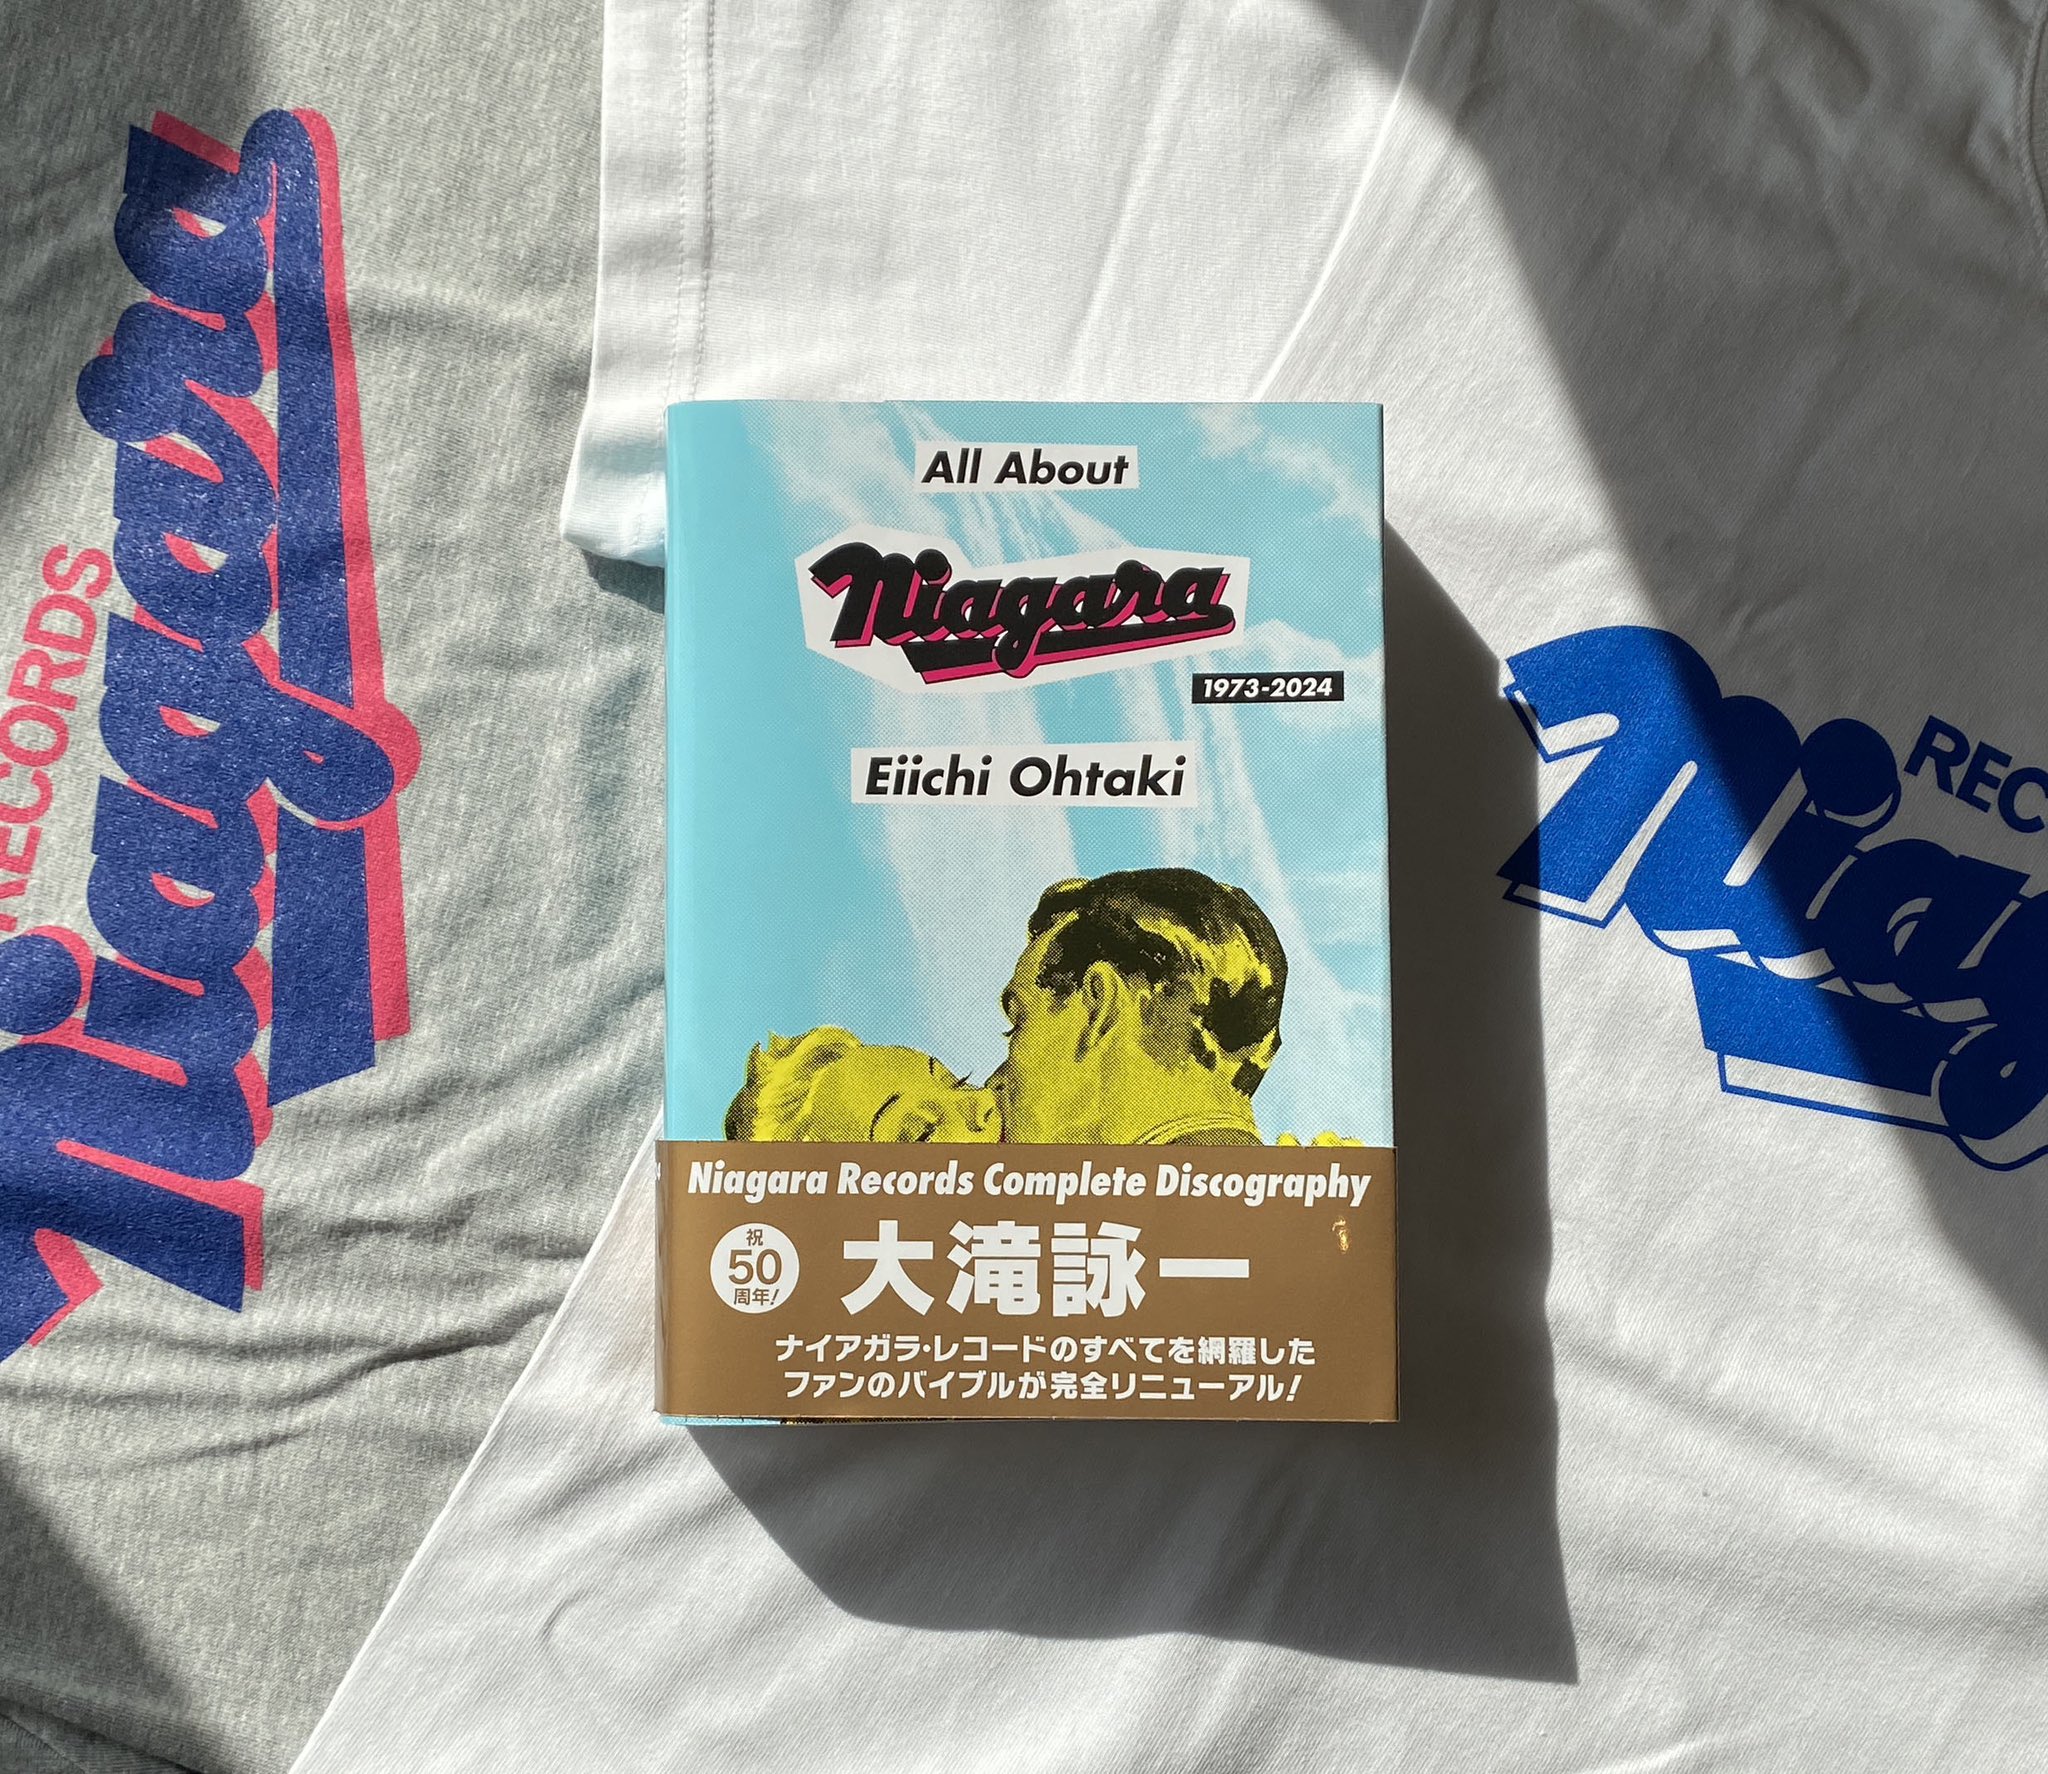 RECORDS
Niagara
All About
Niagara
1973-2024
Eiichi Ohtaki
Niagara Records Complete Discography
祝
50
周年!
大滝詠一
ナイアガラ・レコードのすべてを網羅した
ファンのバイブルが完全リニューアル!
REC
Niag